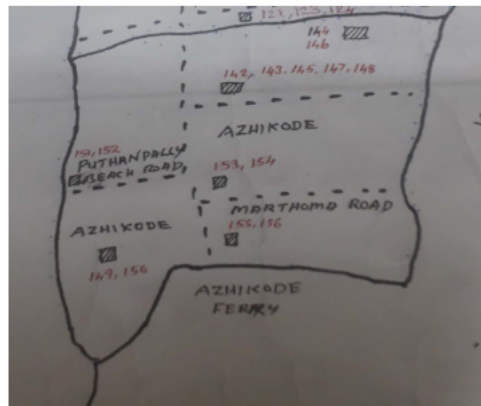 121, 123, 124
144
146
142, 143. 145, 147. 148
AZHIKODE
151, 152
PUTHANPALLY
BEACH ROAD,
153, 154
MARTHOMA ROAD
AZHIKODE
155, 156
149, 150
AZHIKODE
FERRY